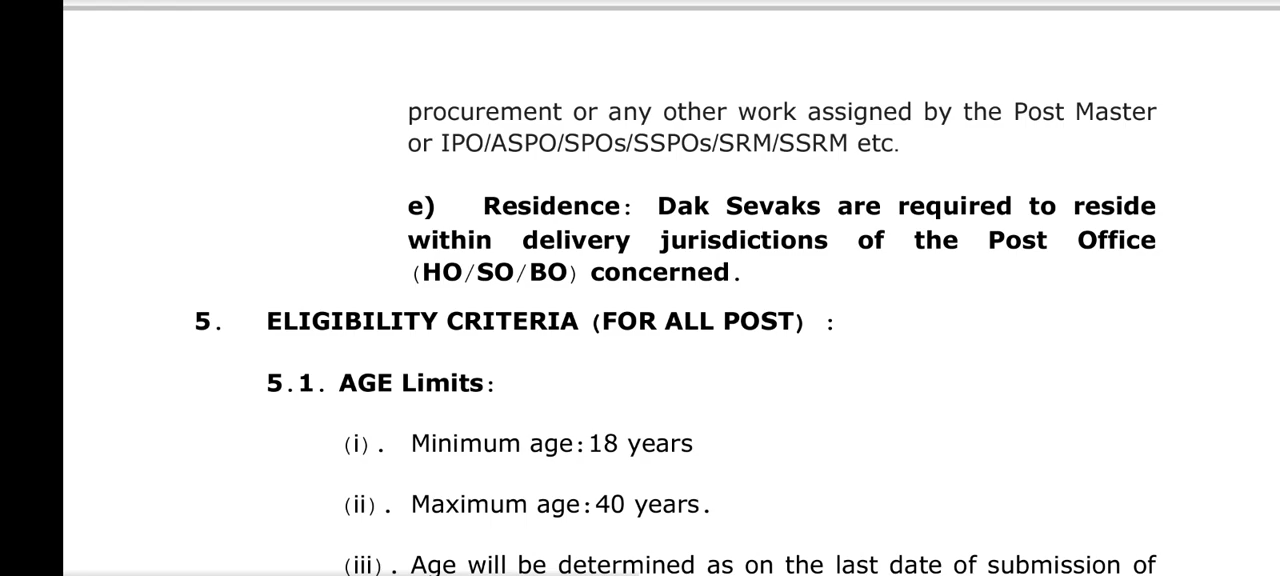 procurement or any other work assigned by the Post Master
or IPO/ASPO/SPOs/SSPOs/SRM/SSRM etc.
e) Residence: Dak Sevaks are required to reside
within delivery jurisdictions of the Post Office
(HO/SO/BO) concerned.
5. ELIGIBILITY CRITERIA (FOR ALL POST) :
5.1. AGE Limits:
(i). Minimum age:18 years
(ii). Maximum age:40 years.
(iii). Age will be determined as on the last date of submission of